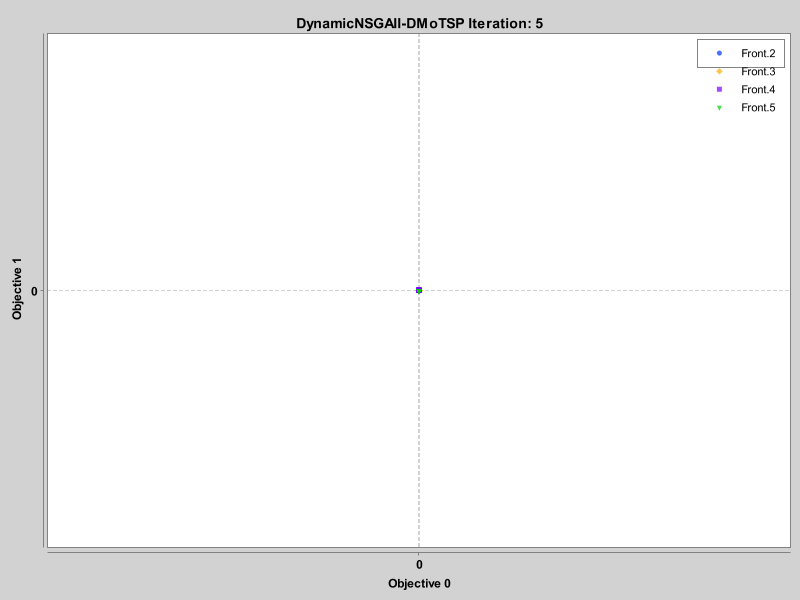 DynamicNSGAII-DMoTSP Iteration: 5
Front.2
Front.3
Front.4
Front.5
Objective 1
0
0
Objective 0